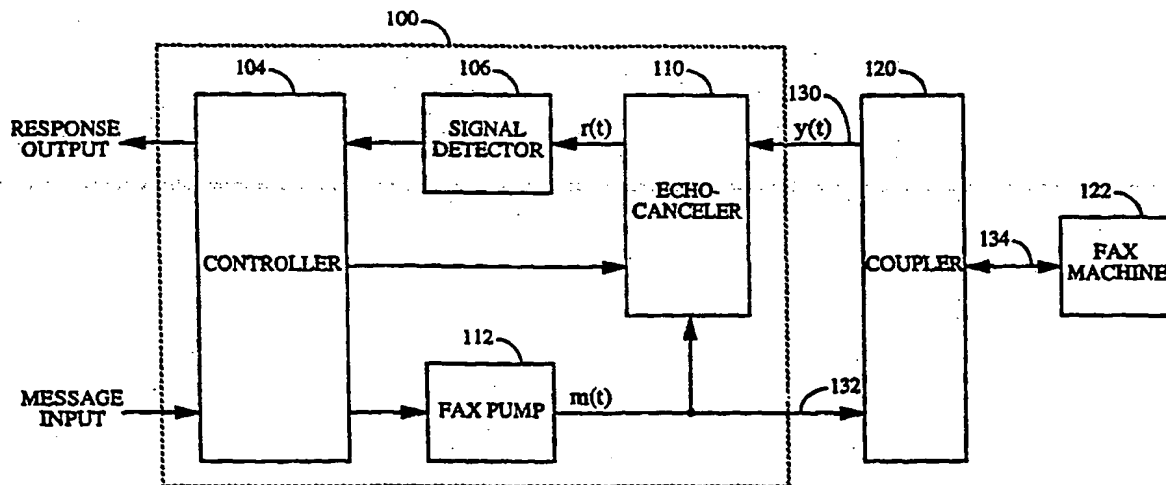 100
104
106
110
120
130
RESPONSE
OUTPUT
SIGNAL
DETECTOR
r(t)
y(t)
ECHO-
CANCELER
122
134
CONTROLLER
COUPLER
FAX
MACHINE
112
MESSAGE
INPUT
FAX PUMP
m(t)
132